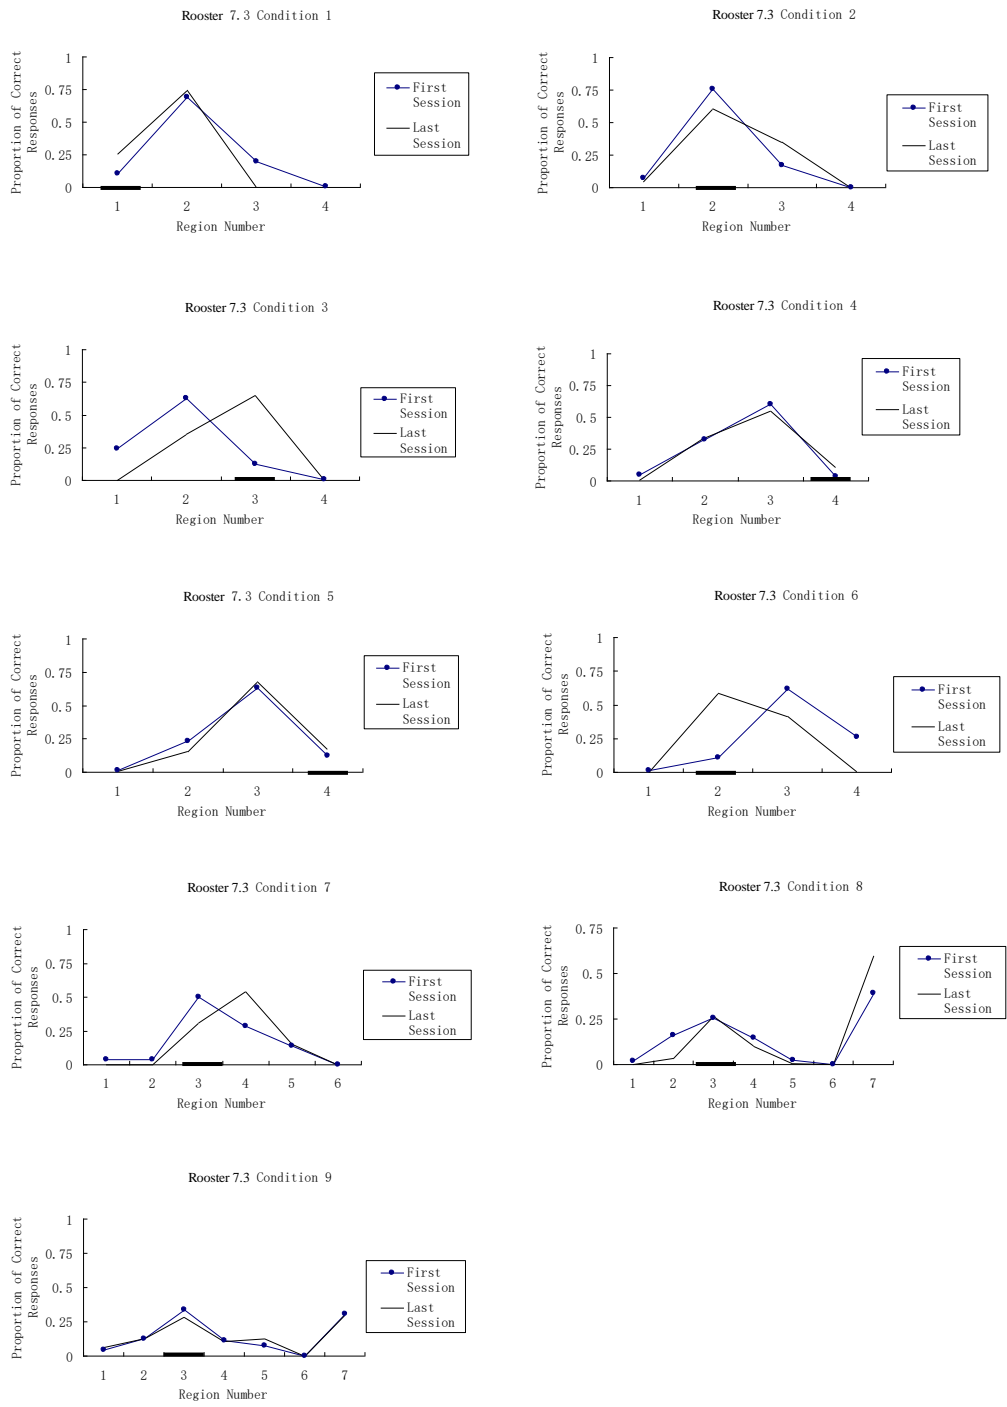 Rooster 7.3 Condition 1
Proportion of Correct
Responses
1
0.75
0.5
0.25
0
1 2 3 4
Region Number
First
Session
Last
Session
Rooster 7.3 Condition 2
Proportion of Correct
Responses
1
0.75
0.5
0.25
0
1 2 3 4
Region Number
First
Session
Last
Session
Rooster 7.3 Condition 3
Proportion of Correct
Responses
1
0.75
0.5
0.25
0
1 2 3 4
Region Number
First
Session
Last
Session
Rooster 7.3 Condition 4
Proportion of Correct
Responses
1
0.75
0.5
0.25
0
1 2 3 4
Region Number
First
Session
Last
Session
Rooster 7.3 Condition 5
Proportion of Correct
Responses
1
0.75
0.5
0.25
0
1 2 3 4
Region Number
First
Session
Last
Session
Rooster 7.3 Condition 6
Proportion of Correct
Responses
1
0.75
0.5
0.25
0
1 2 3 4
Region Number
First
Session
Last
Session
Rooster 7.3 Condition 7
Proportion of Correct
Responses
1
0.75
0.5
0.25
0
1 2 3 4 5 6
Region Number
First
Session
Last
Session
Rooster 7.3 Condition 8
Proportion of Correct
Responses
0.75
0.5
0.25
0
1 2 3 4 5 6 7
Region Number
First
Session
Last
Session
Rooster 7.3 Condition 9
Proportion of Correct
Responses
1
0.75
0.5
0.25
0
1 2 3 4 5 6 7
Region Number
First
Session
Last
Session